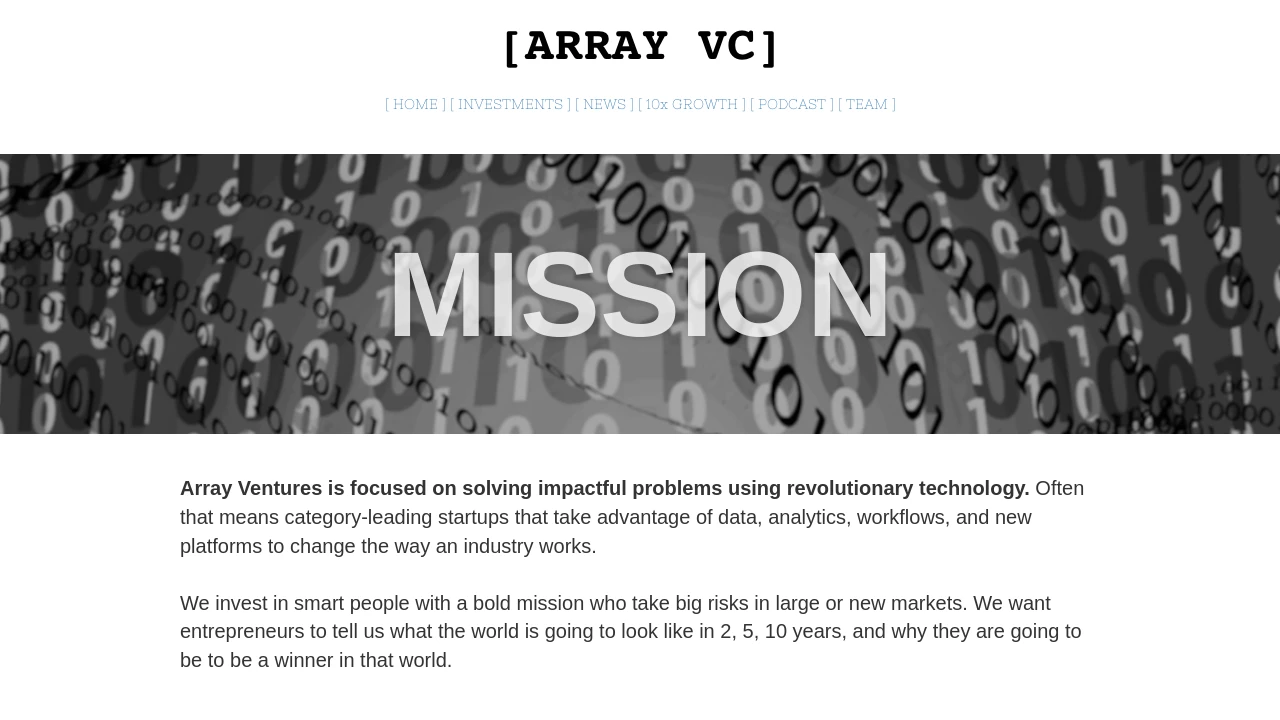 [ARRAY VC]
[ HOME ] [ INVESTMENTS ] [ NEWS ] [ 10x GROWTH ] [ PODCAST ] [ TEAM ]
MISSION
Array Ventures is focused on solving impactful problems using revolutionary technology. Often
that means category-leading startups that take advantage of data, analytics, workflows, and new
platforms to change the way an industry works.
We invest in smart people with a bold mission who take big risks in large or new markets. We want
entrepreneurs to tell us what the world is going to look like in 2, 5, 10 years, and why they are going to
be to be a winner in that world.